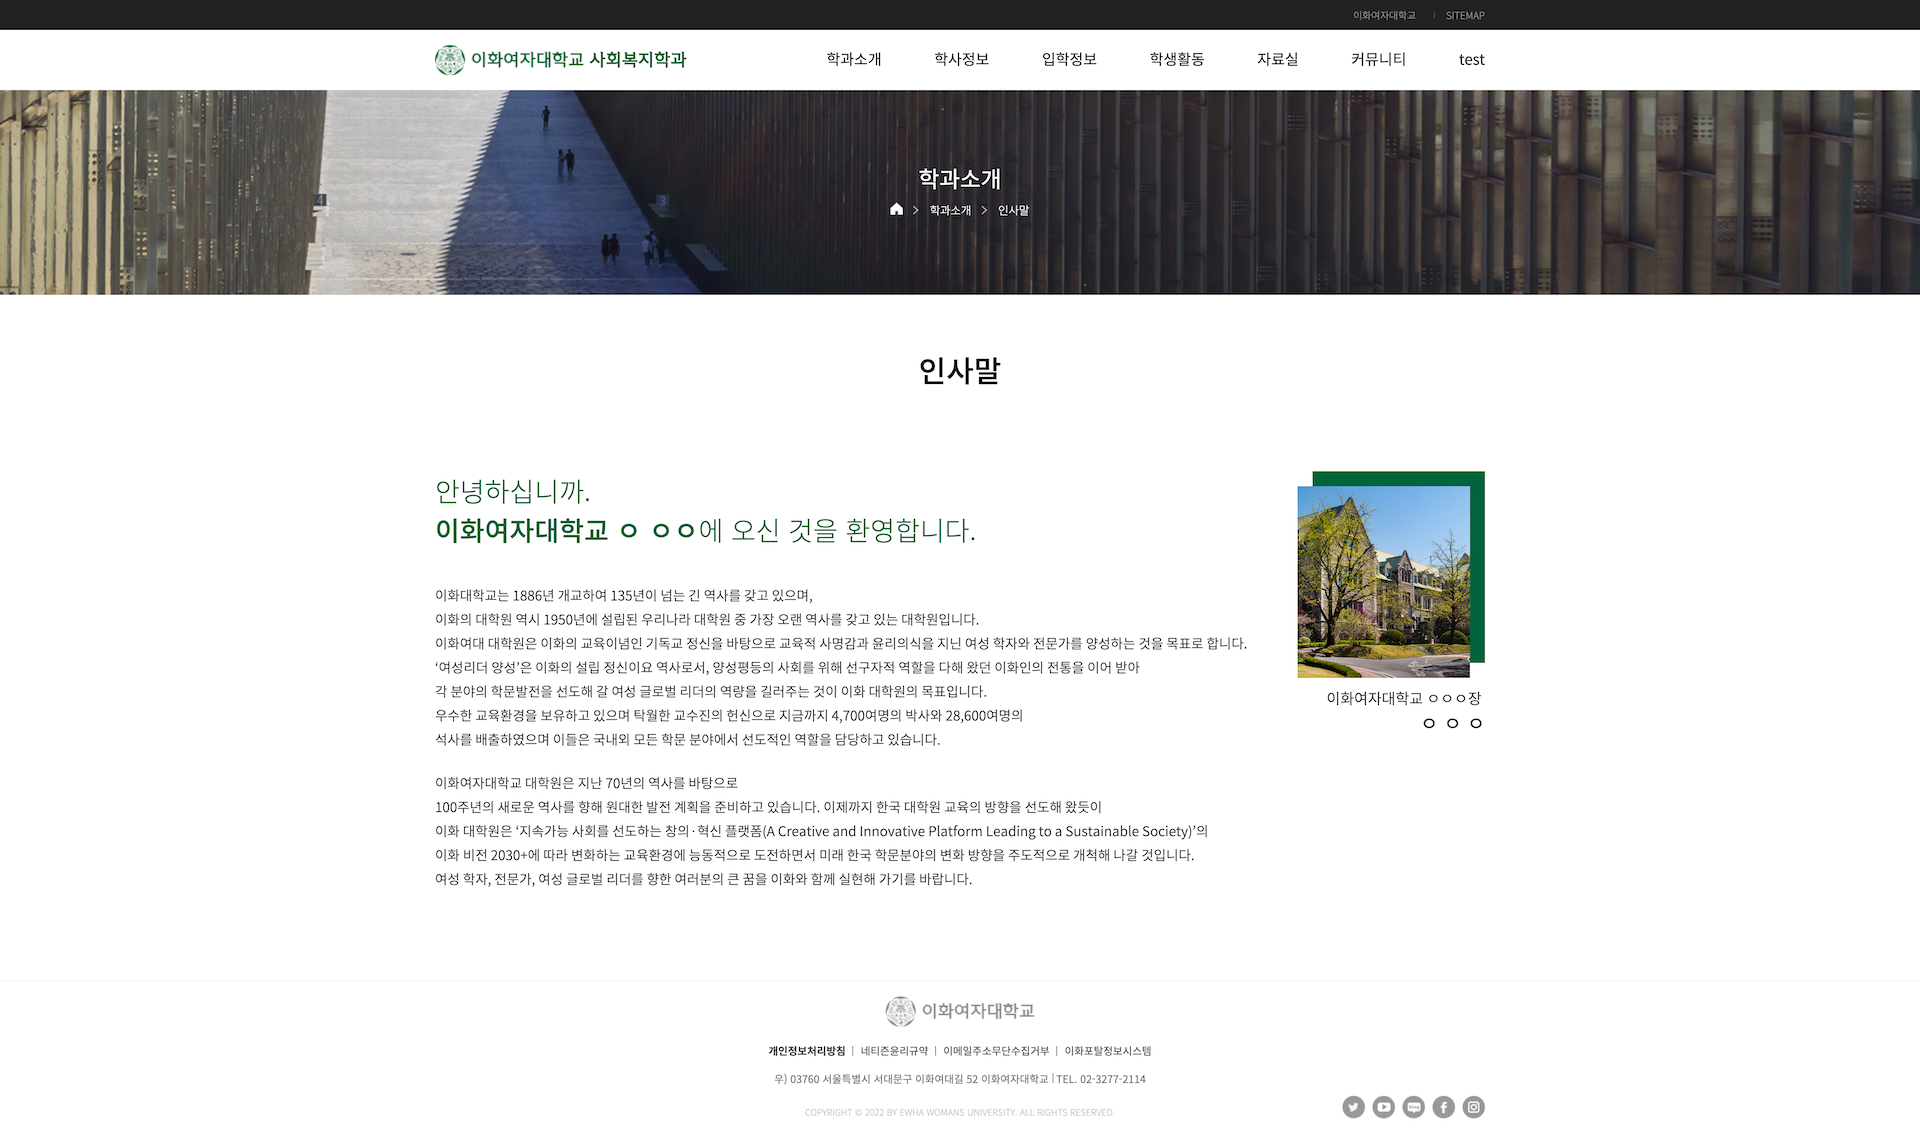 이화여자대학교 | SITEMAP
이화여자대학교 사회복지학과
학과소개 학사정보 입학정보 학생활동 자료실 커뮤니티 test
4
3
학과소개
학과소개 > 인사말
인사말
안녕하십니까.
이화여자대학교 ㅇ ㅇㅇ에 오신 것을 환영합니다.
이화대학교는 1886년 개교하여 135년이 넘는 긴 역사를 갖고 있으며,
이화의 대학원 역시 1950년에 설립된 우리나라 대학원 중 가장 오랜 역사를 갖고 있는 대학원입니다.
이화여대 대학원은 이화의 교육이념인 기독교 정신을 바탕으로 교육적 사명감과 윤리의식을 지닌 여성 학자와 전문가를 양성하는 것을 목표로 합니다.
‘여성리더 양성’은 이화의 설립 정신이요 역사로서, 양성평등의 사회를 위해 선구자적 역할을 다해 왔던 이화인의 전통을 이어 받아
각 분야의 학문발전을 선도해 갈 여성 글로벌 리더의 역량을 길러주는 것이 이화 대학원의 목표입니다.
우수한 교육환경을 보유하고 있으며 탁월한 교수진의 헌신으로 지금까지 4,700여명의 박사와 28,600여명의
석사를 배출하였으며 이들은 국내외 모든 학문 분야에서 선도적인 역할을 담당하고 있습니다.
이화여자대학교 대학원은 지난 70년의 역사를 바탕으로
100주년의 새로운 역사를 향해 원대한 발전 계획을 준비하고 있습니다. 이제까지 한국 대학원 교육의 방향을 선도해 왔듯이
이화 대학원은 ‘지속가능 사회를 선도하는 창의·혁신 플랫폼(A Creative and Innovative Platform Leading to a Sustainable Society)’의
이화 비전 2030+에 따라 변화하는 교육환경에 능동적으로 도전하면서 미래 한국 학문분야의 변화 방향을 주도적으로 개척해 나갈 것입니다.
여성 학자, 전문가, 여성 글로벌 리더를 향한 여러분의 큰 꿈을 이화와 함께 실현해 가기를 바랍니다.
이화여자대학교 ㅇㅇㅇ장
ㅇ ㅇ ㅇ
이화여자대학교
개인정보처리방침 | 네티즌윤리규약 | 이메일주소무단수집거부 | 이화포탈정보시스템
우) 03760 서울특별시 서대문구 이화여대길 52 이화여자대학교 | TEL. 02-3277-2114
COPYRIGHT © 2022 BY EWHA WOMANS UNIVERSITY. ALL RIGHTS RESERVED.